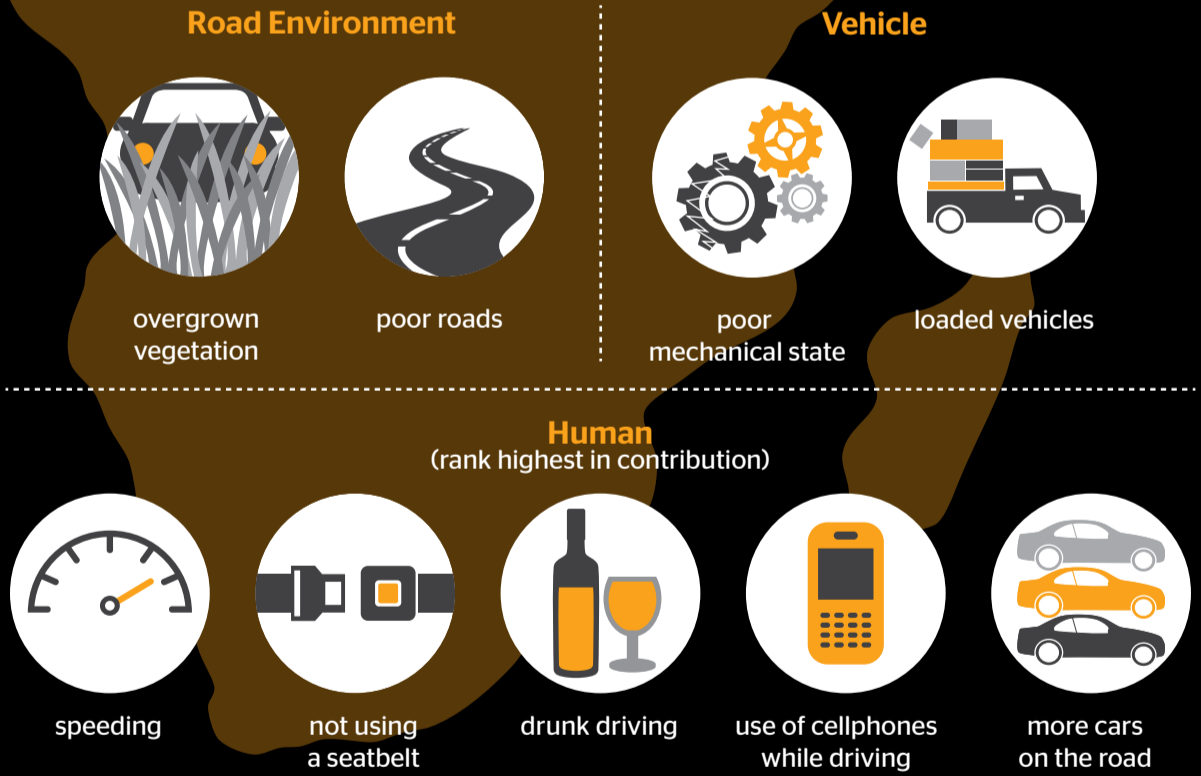 Road Environment
overgrown
vegetation
poor roads
Vehicle
poor
mechanical state
loaded vehicles
Human
(rank highest in contribution)
speeding
not using
a seatbelt
drunk driving
use of cellphones
while driving
more cars
on the road